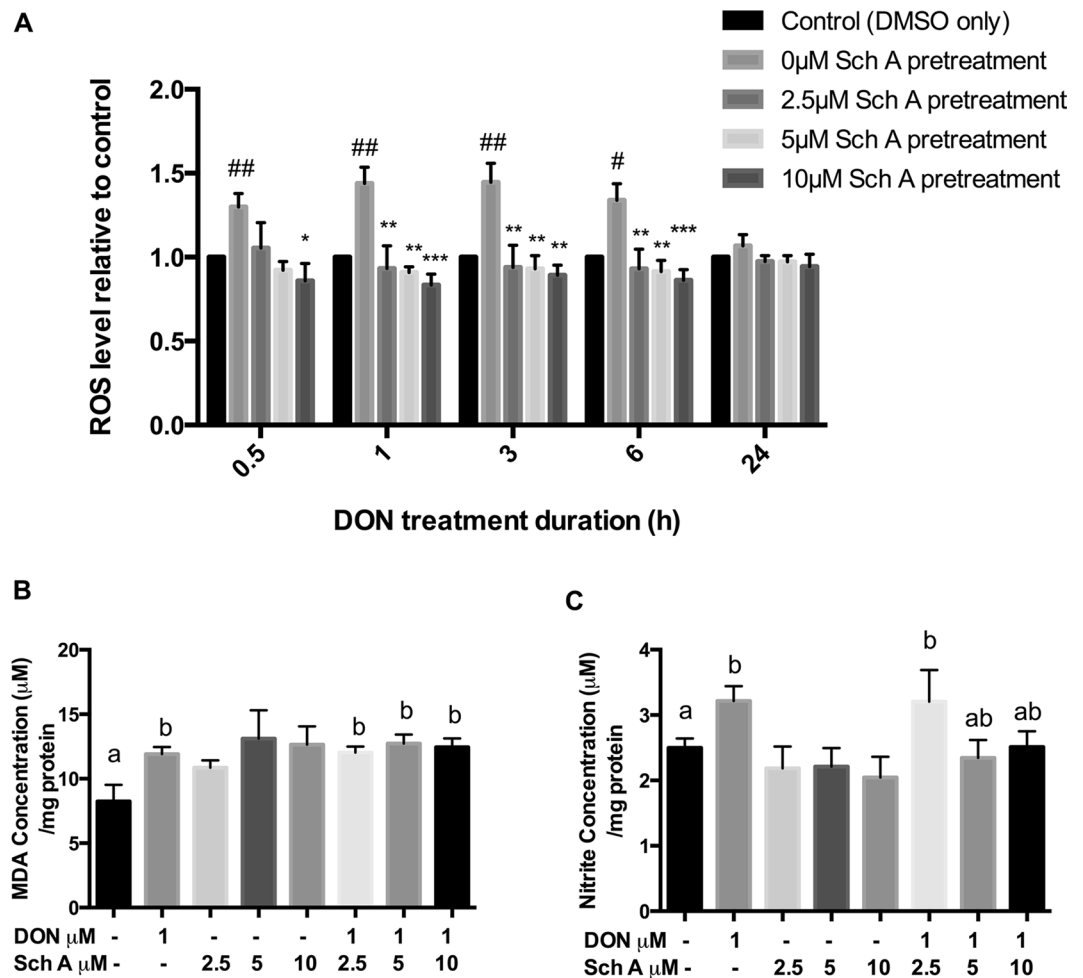 A
Control (DMSO only)
0µM Sch A pretreatment
2.5µM Sch A pretreatment
5µM Sch A pretreatment
10µM Sch A pretreatment
ROS level relative to control
2.0
1.5
1.0
0.5
0.0
## ## ## #
* ** ** *** ** ** ** ** ** ***
0.5 1 3 6 24
DON treatment duration (h)
B
MDA Concentration (µM)
/mg protein
20
15
10
5
0
a b b b b
DON µM - 1 - - - 1 1 1
Sch A µM - - 2.5 5 10 2.5 5 10
C
Nitrite Concentration (µM)
/mg protein
4
3
2
1
0
a b b ab ab
DON µM - 1 - - - 1 1 1
Sch A µM - - 2.5 5 10 2.5 5 10